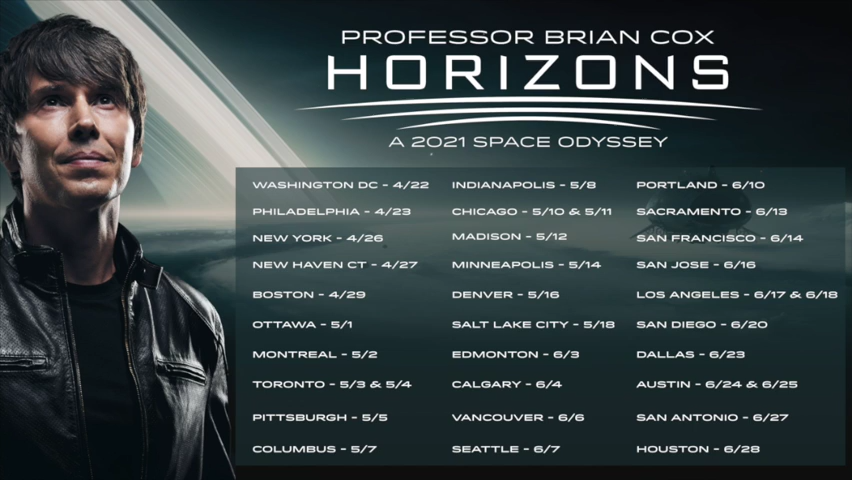 PROFESSOR BRIAN COX
HORIZONS
A 2021 SPACE ODYSSEY
WASHINGTON DC - 4/22
PHILADELPHIA - 4/23
NEW YORK - 4/26
NEW HAVEN CT - 4/27
BOSTON - 4/29
OTTAWA - 5/1
MONTREAL - 5/2
TORONTO - 5/3 & 5/4
PITTSBURGH - 5/5
COLUMBUS - 5/7
INDIANAPOLIS - 5/8
CHICAGO - 5/10 & 5/11
MADISON - 5/12
MINNEAPOLIS - 5/14
DENVER - 5/16
SALT LAKE CITY - 5/18
EDMONTON - 6/3
CALGARY - 6/4
VANCOUVER - 6/6
SEATTLE - 6/7
PORTLAND - 6/10
SACRAMENTO - 6/13
SAN FRANCISCO - 6/14
SAN JOSE - 6/16
LOS ANGELES - 6/17 & 6/18
SAN DIEGO - 6/20
DALLAS - 6/23
AUSTIN - 6/24 & 6/25
SAN ANTONIO - 6/27
HOUSTON - 6/28